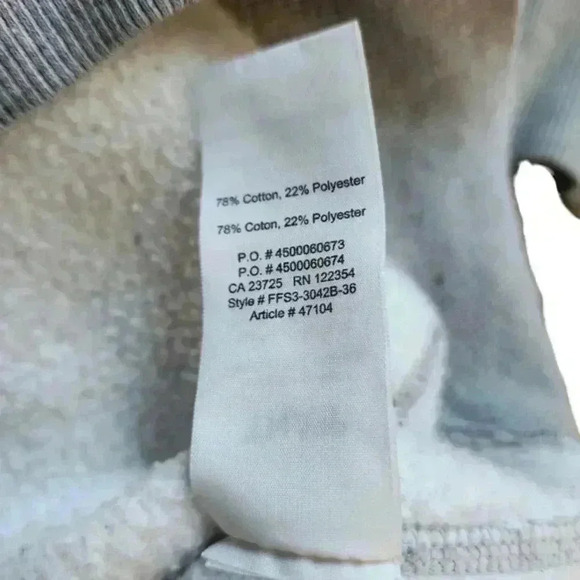 78% Cotton, 22% Polyester
78% Coton, 22% Polyester
P.O. # 4500060673
P.O. # 4500060674
CA 23725 RN 122354
Style # FFS3-3042B-36
Article # 47104